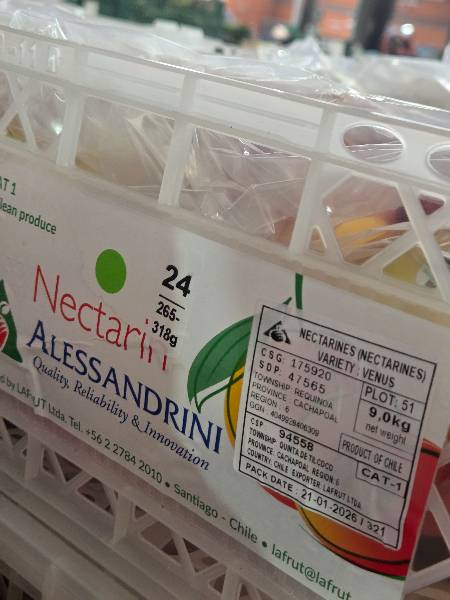 AT 1
lean produce
24
265-
318g
Nectarin
ALESSANDRINI
Quality, Reliability & Innovation
ed by LAFRUT Ltda. Tel. +56 2 2784 2010 • Santiago - Chile • lafrut@lafrut
NECTARINES (NECTARINES)
VARIETY : VENUS
CSG: 175920
SDP: 47565
TOWNSHIP: REQUINOA
PROVINCE: CACHAPOAL
REGION : 6
GGN : 4049928406309
PLOT: 51
9.0kg
net weight
CSP 94558
TOWNSHIP: QUINTA DE TILCOCO
PROVINCE: CACHAPOAL REGION: 6
COUNTRY: CHILE EXPORTER: LAFRUT LTDA
PRODUCT OF CHILE
CAT-1
PACK DATE : 21-01-2026 / 321